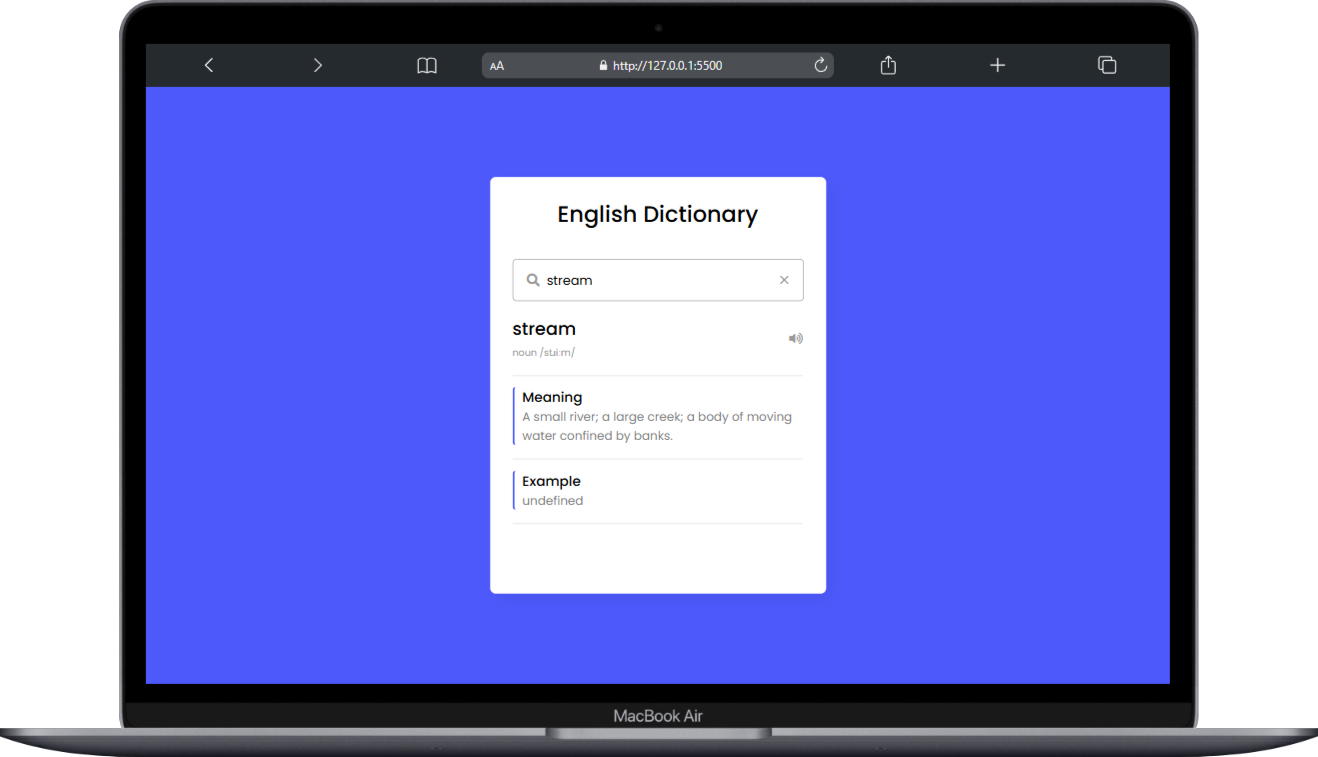 AA
http://127.0.0.1:5500
English Dictionary
stream
stream
noun /stɹiːm/
Meaning
A small river; a large creek; a body of moving
water confined by banks.
Example
undefined
MacBook Air